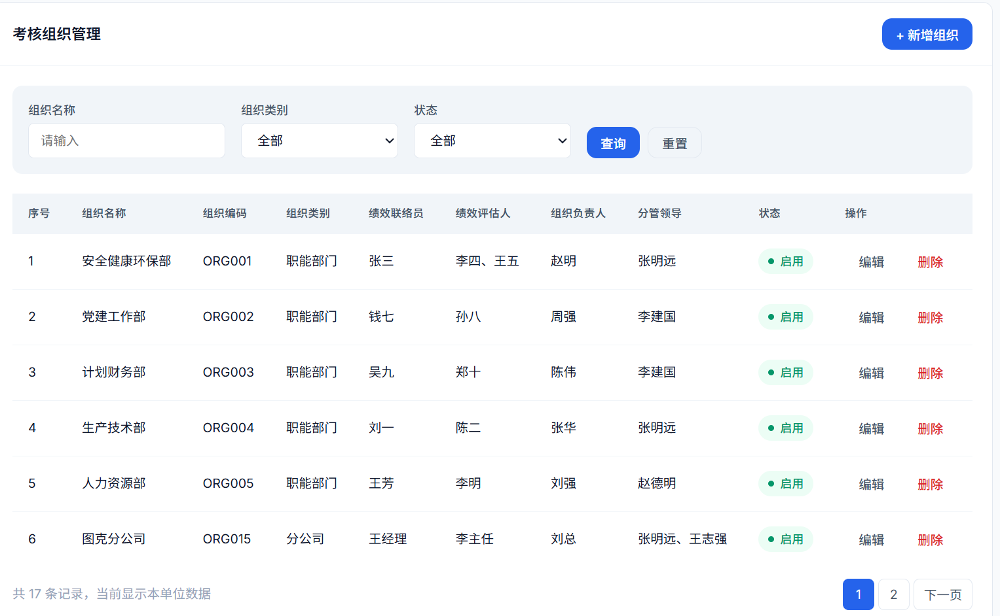 考核组织管理
+ 新增组织
组织名称 组织类别 状态
请输入 全部 全部 查询 重置
序号 组织名称 组织编码 组织类别 绩效联络员 绩效评估人 组织负责人 分管领导 状态 操作
1 安全健康环保部 ORG001 职能部门 张三 李四、王五 赵明 张明远 启用 编辑 删除
2 党建工作部 ORG002 职能部门 钱七 孙八 周强 李建国 启用 编辑 删除
3 计划财务部 ORG003 职能部门 吴九 郑十 陈伟 李建国 启用 编辑 删除
4 生产技术部 ORG004 职能部门 刘一 陈二 张华 张明远 启用 编辑 删除
5 人力资源部 ORG005 职能部门 王芳 李明 刘强 赵德明 启用 编辑 删除
6 图克分公司 ORG015 分公司 王经理 李主任 刘总 张明远、王志强 启用 编辑 删除
共 17 条记录，当前显示本单位数据 1 2 下一页